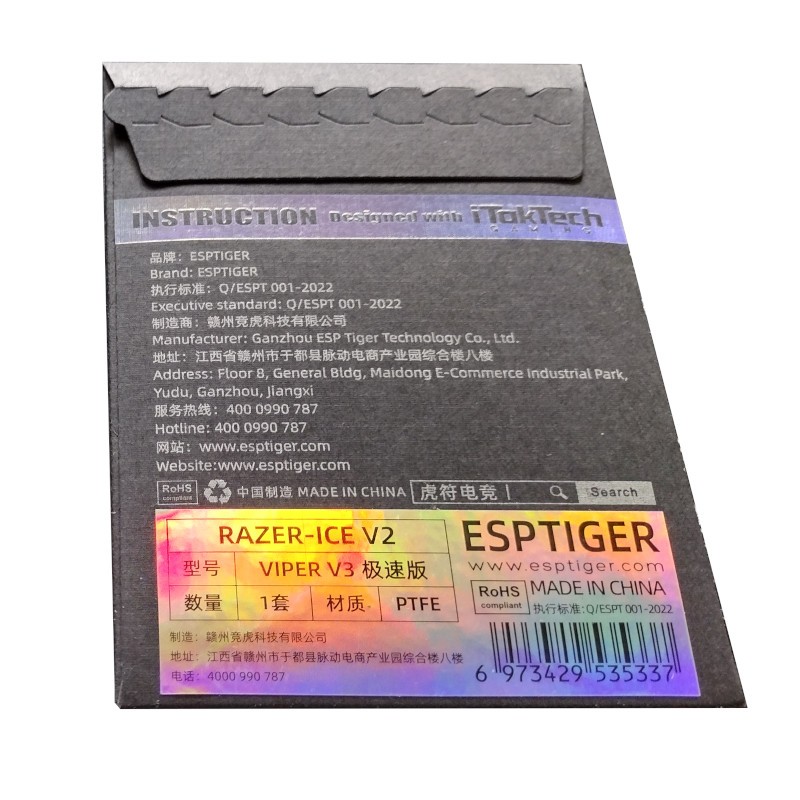 INSTRUCTION Designed with iTakTech
GAMING
品牌：ESPTIGER
Brand: ESPTIGER
执行标准：Q/ESPT 001-2022
Executive standard: Q/ESPT 001-2022
制造商：赣州竞虎科技有限公司
Manufacturer: Ganzhou ESP Tiger Technology Co., Ltd.
地址：江西省赣州市于都县脉动电商产业园综合楼八楼
Address: Floor 8, General Bldg, Maidong E-Commerce Industrial Park,
Yudu, Ganzhou, Jiangxi
服务热线：400 0990 787
Hotline: 400 0990 787
网站：www.esptiger.com
Website:www.esptiger.com
RoHS compliant 中国制造 MADE IN CHINA 虎符电竞 Search
RAZER-ICE V2
型号 VIPER V3 极速版
数量 1套 材质 PTFE
制造：赣州竞虎科技有限公司
地址：江西省赣州市于都县脉动电商产业园综合楼八楼
电话：4000 990 787
ESPTIGER
www.esptiger.com
RoHS compliant MADE IN CHINA
执行标准:Q/ESPT 001-2022
6 973429 535337